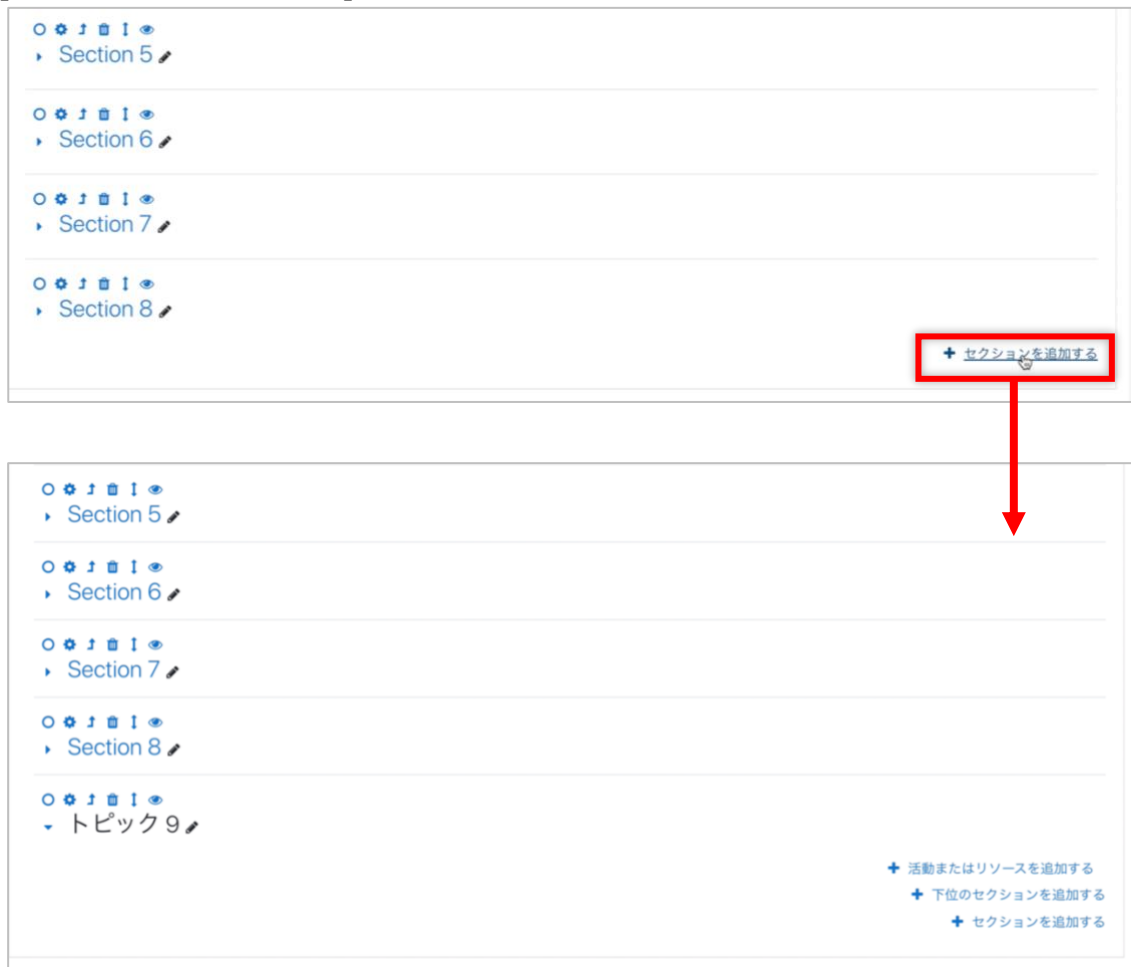 Section 5
Section 6
Section 7
Section 8
セクションを追加する
Section 5
Section 6
Section 7
Section 8
トピック 9
活動またはリソースを追加する
下位のセクションを追加する
セクションを追加する